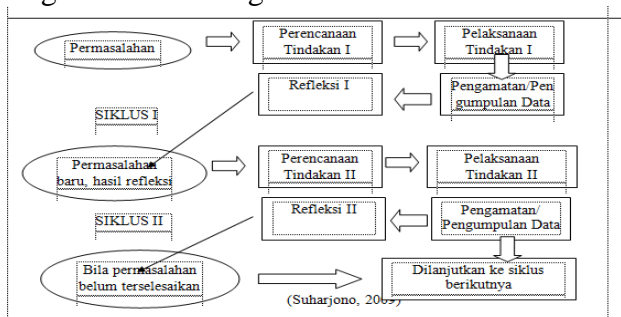 Permasalahan
Perencanaan
Tindakan I
Pelaksanaan
Tindakan I
Refleksi I
Pengamatan/Pen
gumpulan Data
SIKLUS I
Permasalahan
baru, hasil refleksi
Perencanaan
Tindakan II
Pelaksanaan
Tindakan II
SIKLUS II
Refleksi II
Pengamatan/
Pengumpulan Data
Bila permasalahan
belum terselesaikan
Dilanjutkan ke siklus
berikutnya
(Suharjono, 2009)